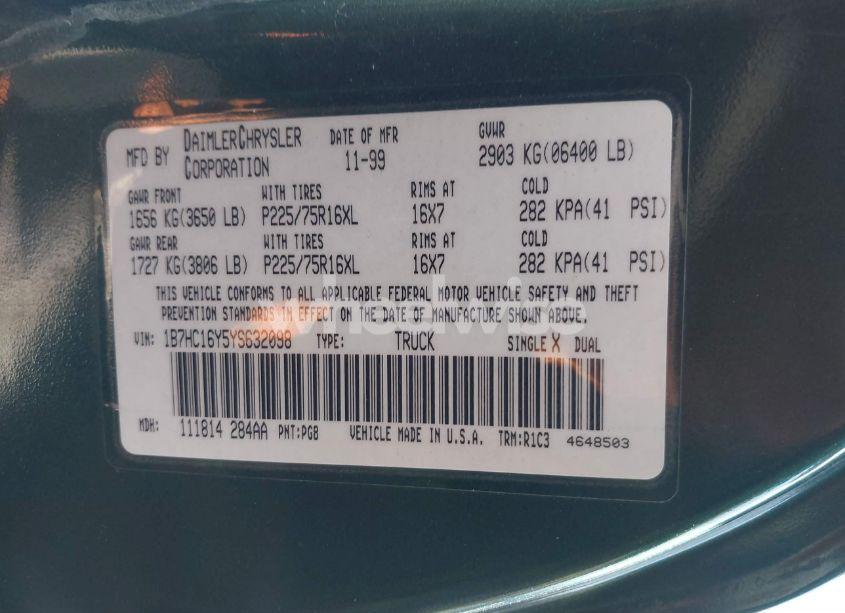 MFD BY DAIMLERCHRYSLER CORPORATION DATE OF MFR 11-99 GVWR 2903 KG(06400 LB)
GAWR FRONT WITH TIRES RIMS AT COLD
1656 KG(3650 LB) P225/75R16XL 16X7 282 KPA(41 PSI)
GAWR REAR WITH TIRES RIMS AT COLD
1727 KG(3806 LB) P225/75R16XL 16X7 282 KPA(41 PSI)
THIS VEHICLE CONFORMS TO ALL APPLICABLE FEDERAL MOTOR VEHICLE SAFETY AND THEFT
PREVENTION STANDARDS IN EFFECT ON THE DATE OF MANUFACTURE SHOWN ABOVE.
VIN: 1B7HC16Y5YS632098 TYPE: TRUCK SINGLE X DUAL
MDH: 111814 284AA PNT:PG8 VEHICLE MADE IN U.S.A. TRM:R1C3 4648503